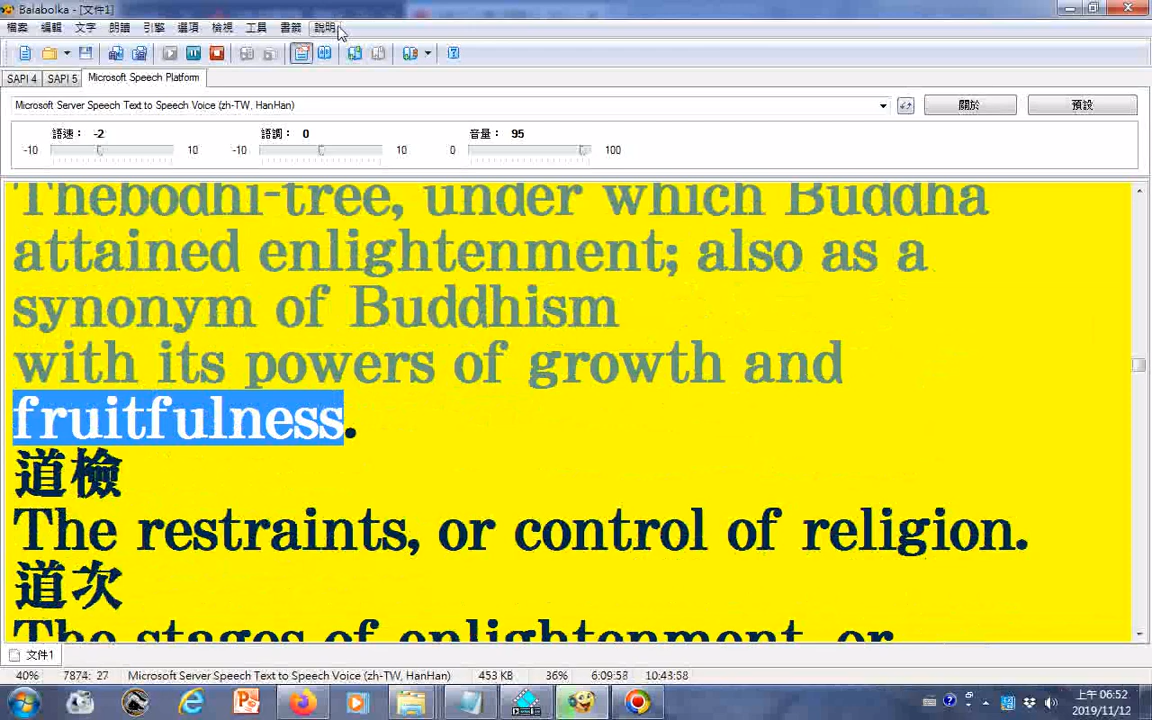 Balabolka - [文件1]
檔案 編輯 文字 朗讀 引擎 選項 檢視 工具 書籤 說明
SAPI 4 SAPI 5 Microsoft Speech Platform
Microsoft Server Speech Text to Speech Voice (zh-TW, HanHan) 關於 預設
語速： -2 語調： 0 音量： 95
-10 10 -10 10 0 100
Thebodhi-tree, under which Buddha
attained enlightenment; also as a
synonym of Buddhism
with its powers of growth and
fruitfulness.
道檢
The restraints, or control of religion.
道次
The stages of enlightenment, or
文件1
40% 7874: 27 Microsoft Server Speech Text to Speech Voice (zh-TW, HanHan) 453 KB 36% 6:09:58 10:43:58
上午 06:52
2019/11/12